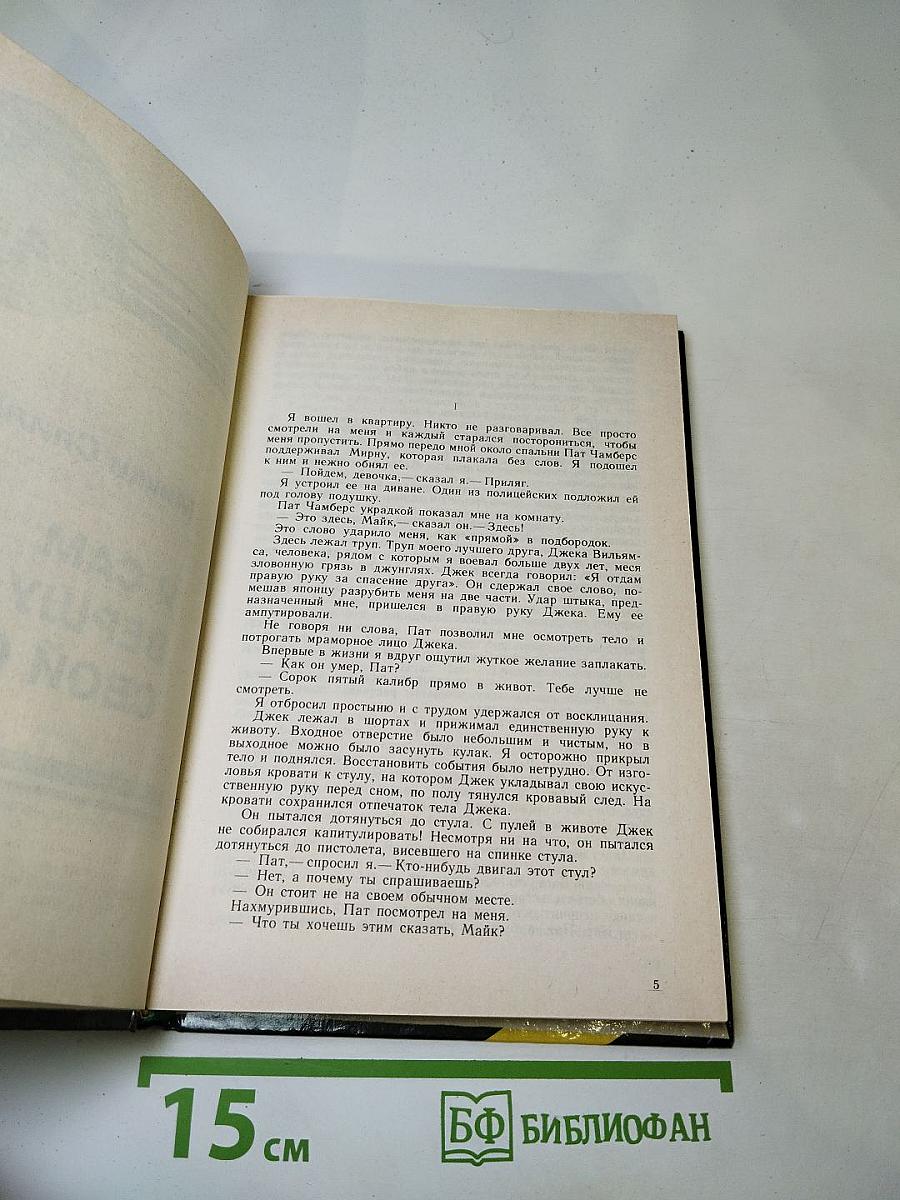 I
Я вошел в квартиру. Никто не разговаривал. Все просто
смотрели на меня и каждый старался посторониться, чтобы
меня пропустить. Прямо передо мной около спальни Пат Чамберс
поддерживал Мирну, которая плакала без слов. Я подошел
к ним и нежно обнял ее.
— Пойдем, девочка,— сказал я.— Приляг.
Я устроил ее на диване. Один из полицейских подложил ей
под голову подушку.
Пат Чамберс украдкой показал мне на комнату.
— Это здесь, Майк,— сказал он.— Здесь!
Это слово ударило меня, как «прямой» в подбородок.
Здесь лежал труп. Труп моего лучшего друга, Джека Вильям-
са, человека, рядом с которым я воевал больше двух лет, меся
зловонную грязь в джунглях. Джек всегда говорил: «Я отдам
правую руку за спасение друга». Он сдержал свое слово, по-
мешав японцу разрубить меня на две части. Удар штыка, пред-
назначенный мне, пришелся в правую руку Джека. Ему ее
ампутировали.
Не говоря ни слова, Пат позволил мне осмотреть тело и
потрогать мраморное лицо Джека.
Впервые в жизни я вдруг ощутил жуткое желание заплакать.
— Как он умер, Пат?
— Сорок пятый калибр прямо в живот. Тебе лучше не
смотреть.
Я отбросил простыню и с трудом удержался от восклицания.
Джек лежал в шортах и прижимал единственную руку к
животу. Входное отверстие было небольшим и чистым, но в
выходное можно было засунуть кулак. Я осторожно прикрыл
тело и поднялся. Восстановить события было нетрудно. От изго-
ловья кровати к стулу, на котором Джек укладывал свою искус-
ственную руку перед сном, по полу тянулся кровавый след. На
кровати сохранился отпечаток тела Джека.
Он пытался дотянуться до стула. С пулей в животе Джек
не собирался капитулировать! Несмотря ни на что, он пытался
дотянуться до пистолета, висевшего на спинке стула.
— Пат,— спросил я.— Кто-нибудь двигал этот стул?
— Нет, а почему ты спрашиваешь?
— Он стоит не на своем обычном месте.
Нахмурившись, Пат посмотрел на меня.
— Что ты хочешь этим сказать, Майк?
5
15 см
БФ БИБЛИОФАН